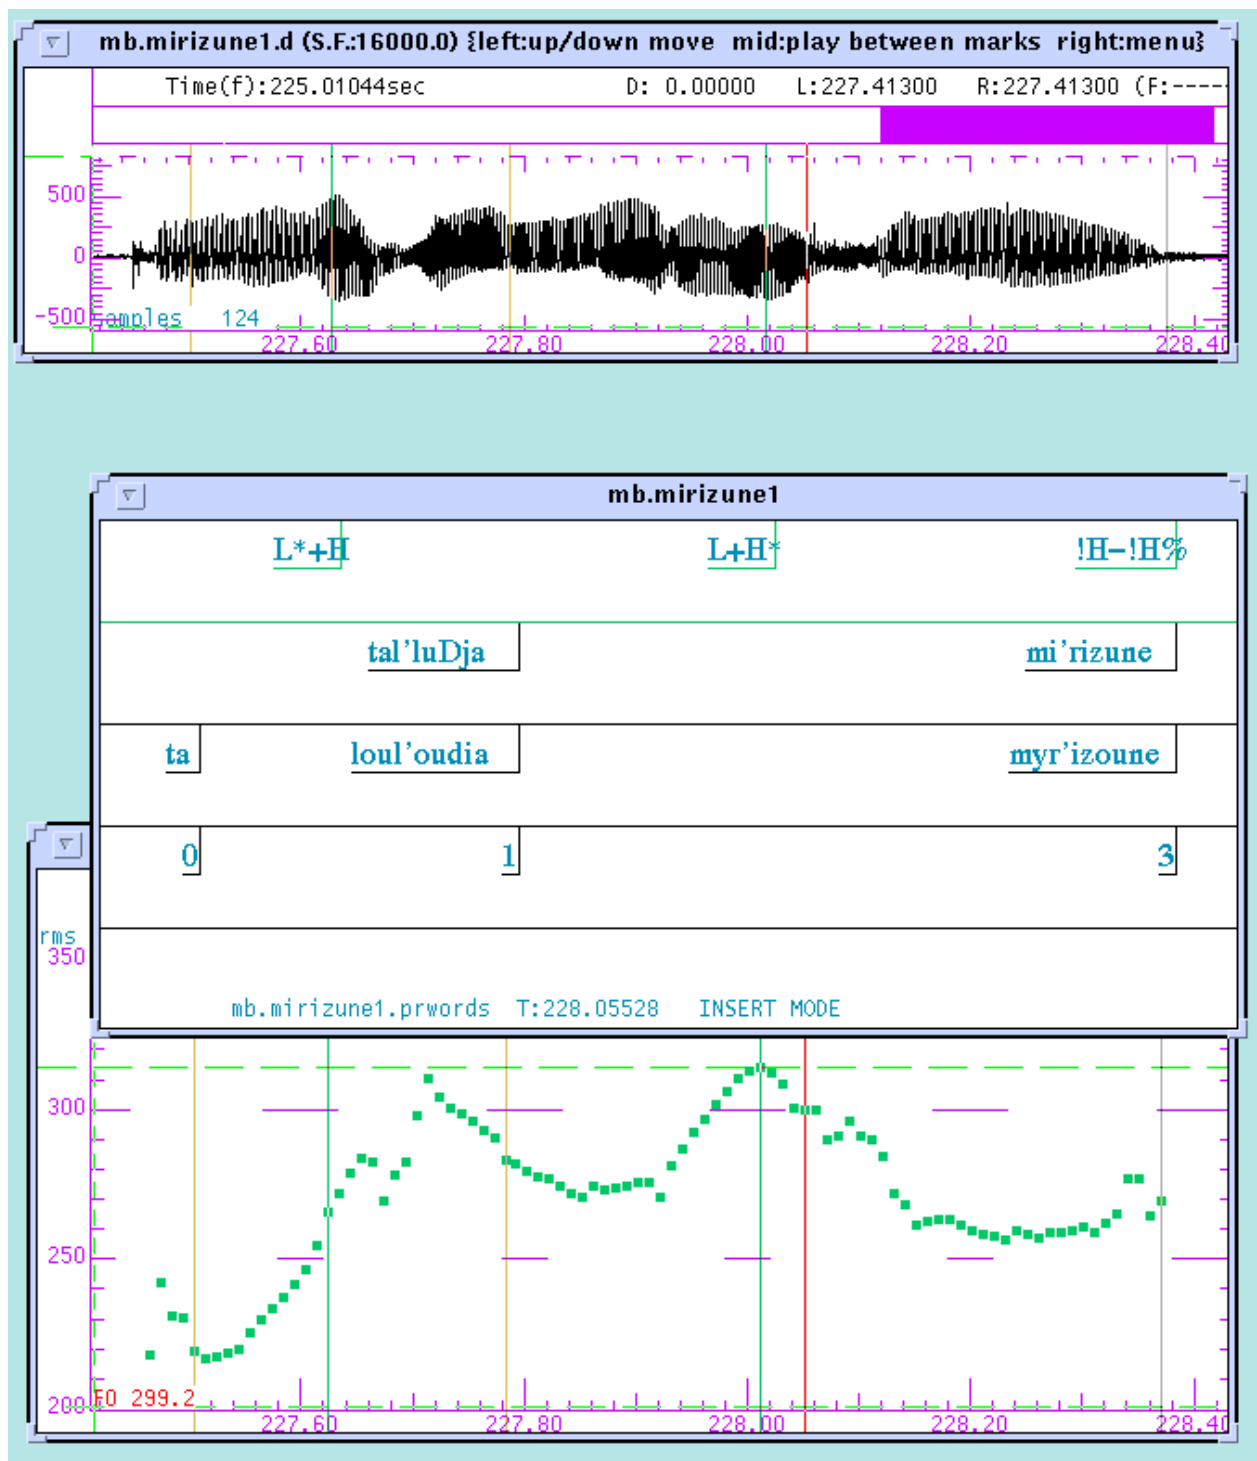 mb.mirizune1.d (S.F.:16000.0) {left:up/down move mid:play between marks right:menu}
Time(f):225.01044sec D: 0.00000 L:227.41300 R:227.41300 (F:----
500
0
-500
amples 124
227.60 227.80 228.00 228.20 228.40
mb.mirizune1
L*+H L+H* !H-!H%
tal'luDja mi'rizune
ta loul'oudia myr'izoune
0 1 3
rms
350
mb.mirizune1.prwords T:228.05528 INSERT MODE
300
250
200
F0 299.2
227.60 227.80 228.00 228.20 228.40